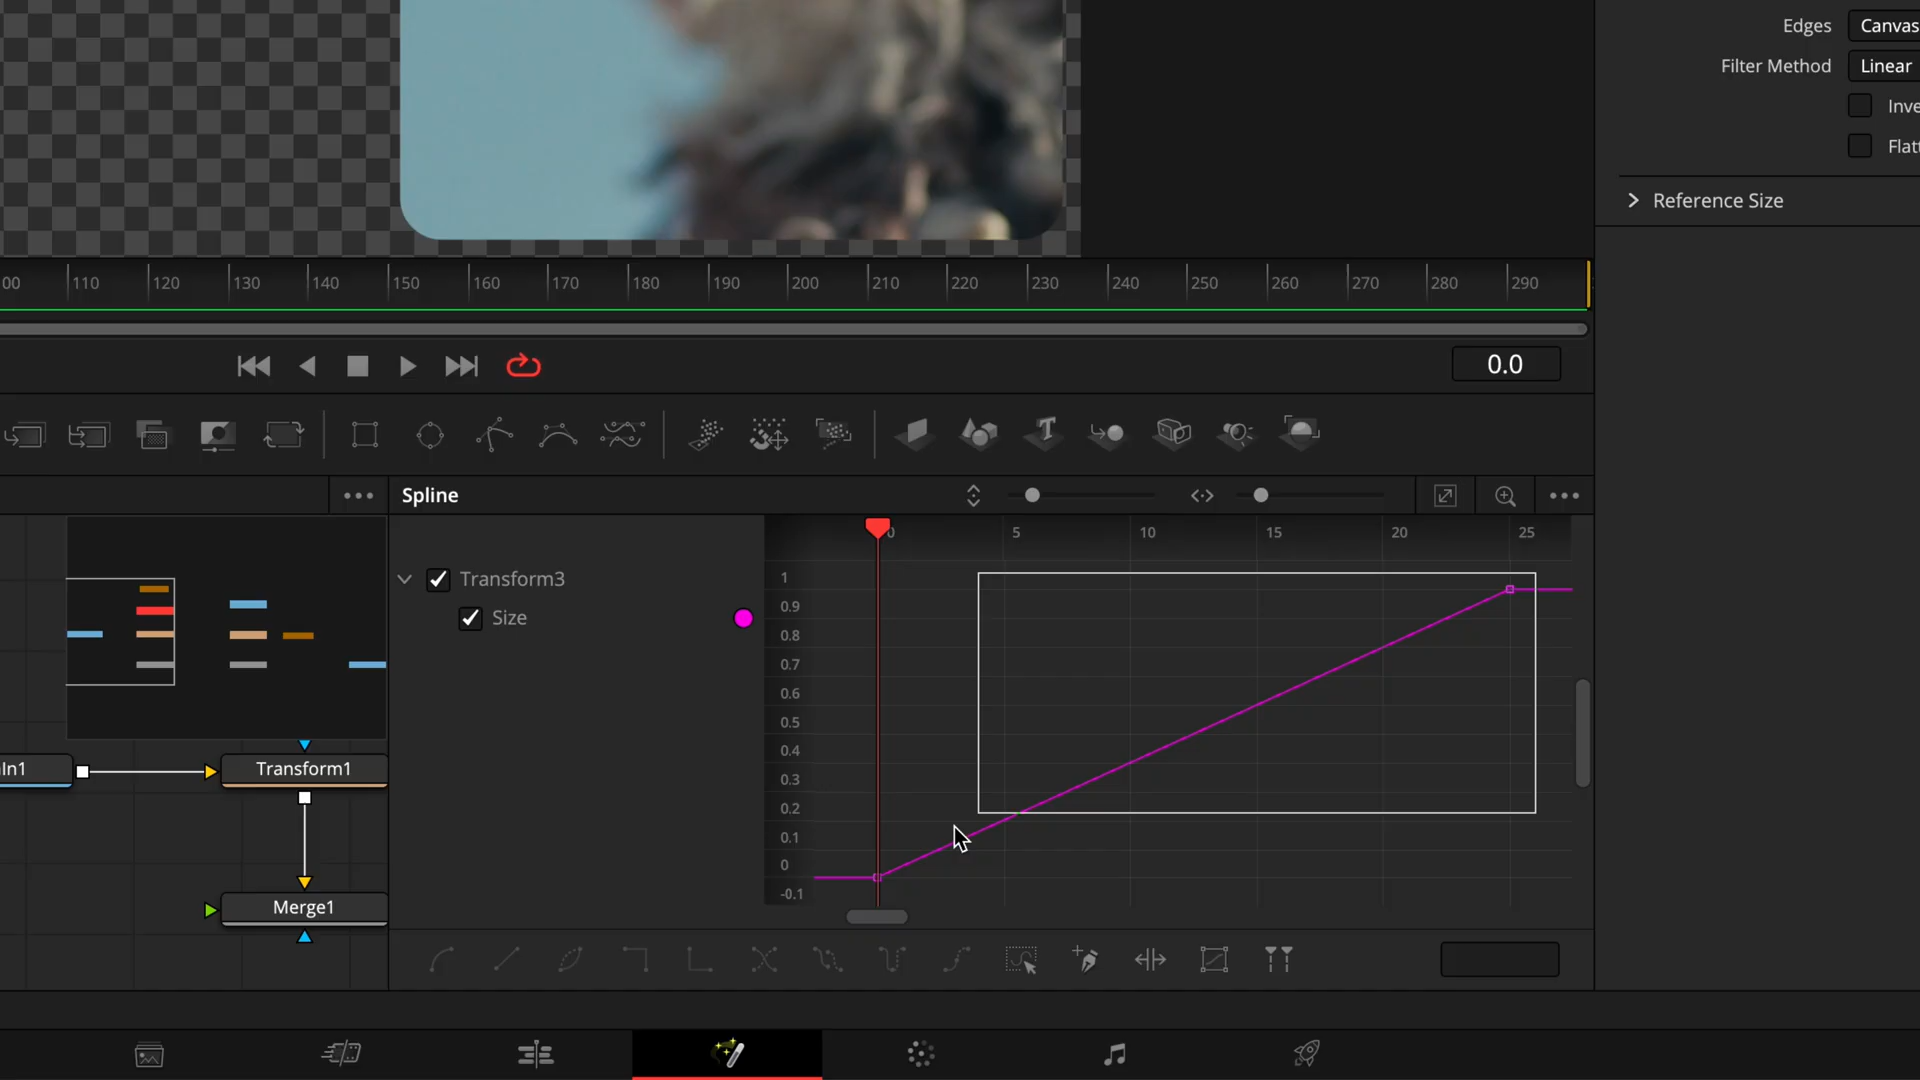 Edges Canvas
Filter Method Linear
Inve
Flatt
Reference Size
00 110 120 130 140 150 160 170 180 190 200 210 220 230 240 250 260 270 280 290
0.0
Spline
0 5 10 15 20 25
Transform3
Size
1
0.9
0.8
0.7
0.6
0.5
0.4
0.3
0.2
0.1
0
-0.1
In1
Transform1
Merge1